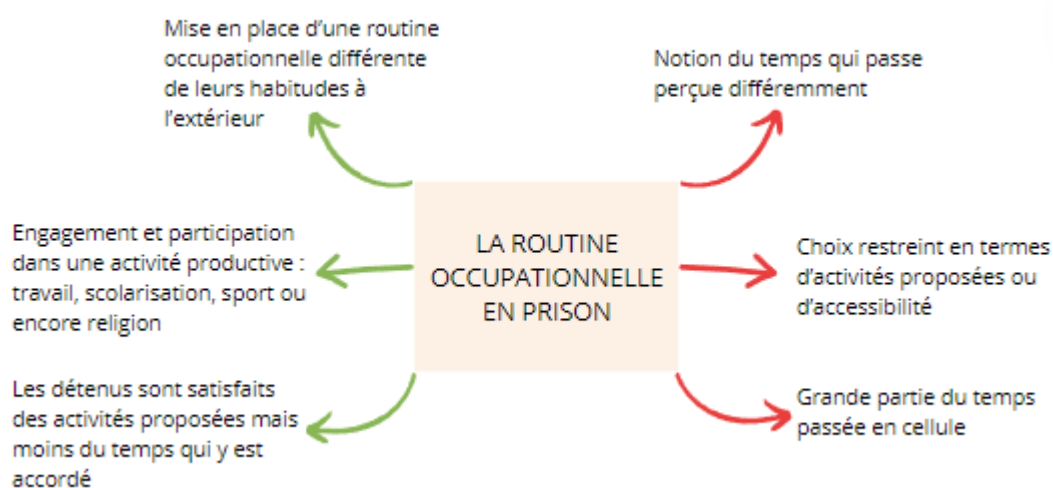 Mise en place d’une routine
occupationnelle différente
de leurs habitudes à
l’extérieur
Notion du temps qui passe
perçue différemment
Engagement et participation
dans une activité productive :
travail, scolarisation, sport ou
encore religion
LA ROUTINE
OCCUPATIONNELLE
EN PRISON
Choix restreint en termes
d’activités proposées ou
d’accessibilité
Les détenus sont satisfaits
des activités proposées mais
moins du temps qui y est
accordé
Grande partie du temps
passée en cellule